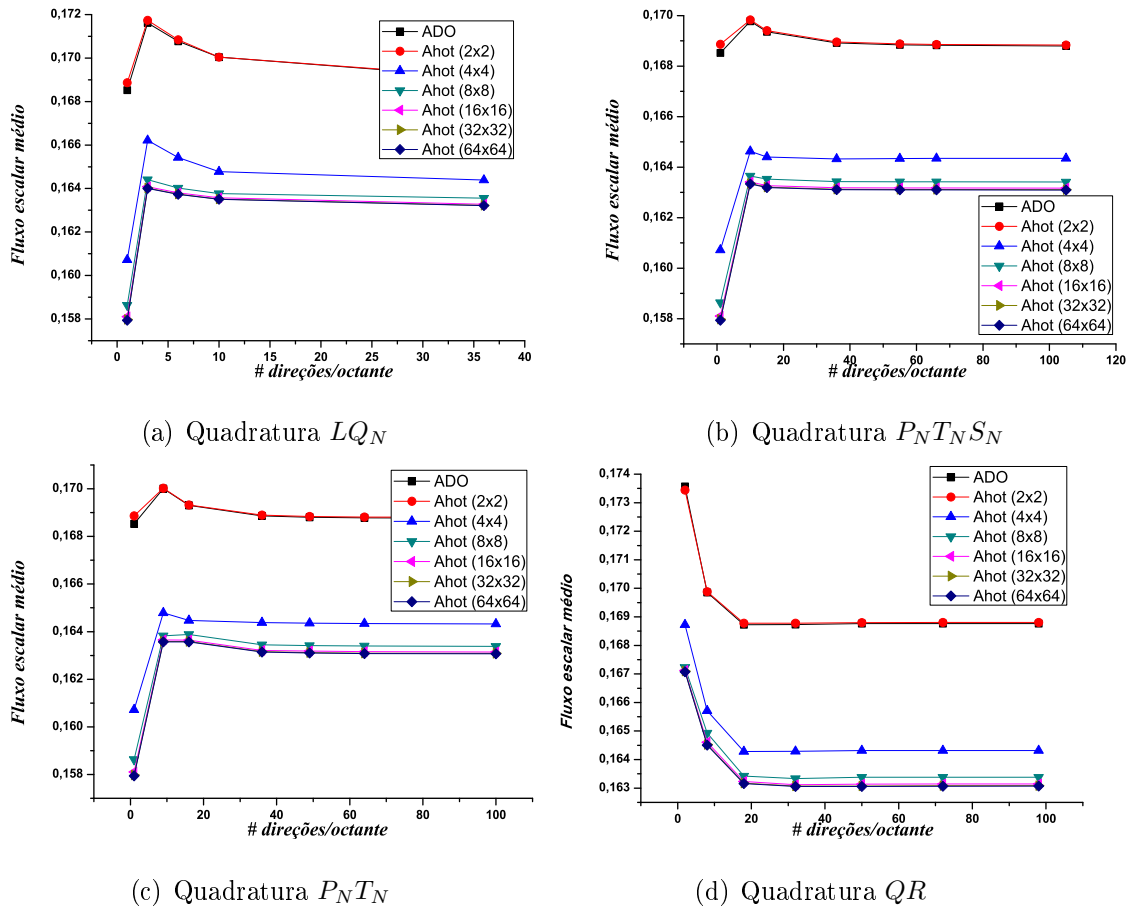 0,172
0,170
0,168
0,166
0,164
0,162
0,160
0,158
Fluxo escalar médio
0 5 10 15 20 25 30 35 40
# direções/octante
ADO
Ahot (2x2)
Ahot (4x4)
Ahot (8x8)
Ahot (16x16)
Ahot (32x32)
Ahot (64x64)
(a) Quadratura LQ_N
0,170
0,168
0,166
0,164
0,162
0,160
0,158
Fluxo escalar médio
0 20 40 60 80 100 120
# direções/octante
ADO
Ahot (2x2)
Ahot (4x4)
Ahot (8x8)
Ahot (16x16)
Ahot (32x32)
Ahot (64x64)
(b) Quadratura P_NT_NS_N
0,170
0,168
0,166
0,164
0,162
0,160
0,158
Fluxo escalar médio
0 20 40 60 80 100
# direções/octante
ADO
Ahot (2x2)
Ahot (4x4)
Ahot (8x8)
Ahot (16x16)
Ahot (32x32)
Ahot (64x64)
(c) Quadratura P_NT_N
0,174
0,173
0,172
0,171
0,170
0,169
0,168
0,167
0,166
0,165
0,164
0,163
Fluxo escalar médio
0 20 40 60 80 100
# direções/octante
ADO
Ahot (2x2)
Ahot (4x4)
Ahot (8x8)
Ahot (16x16)
Ahot (32x32)
Ahot (64x64)
(d) Quadratura QR